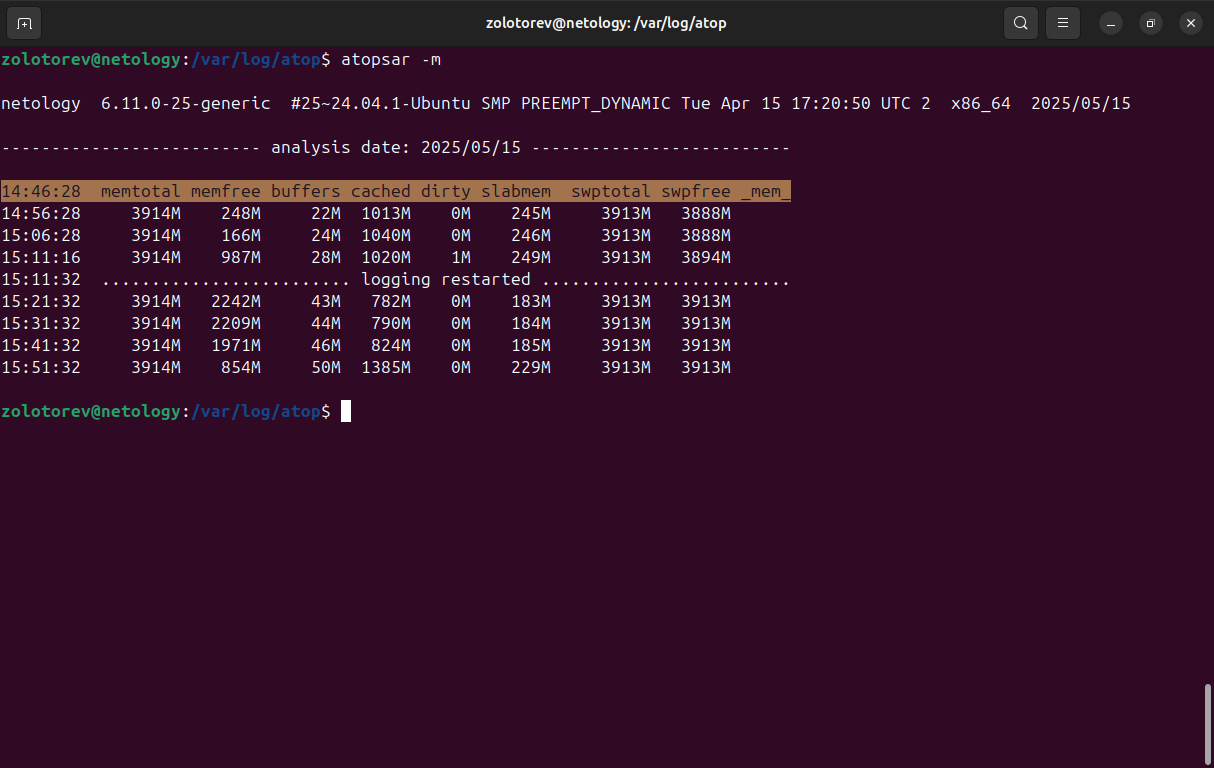 zolotorev@netology: /var/log/atop
zolotorev@netology:/var/log/atop$ atopsar -m
netology  6.11.0-25-generic  #25~24.04.1-Ubuntu SMP PREEMPT_DYNAMIC Tue Apr 15 17:20:50 UTC 2  x86_64  2025/05/15
-------------------------- analysis date: 2025/05/15 --------------------------
14:46:28  memtotal memfree buffers cached dirty slabmem  swptotal swpfree _mem_
14:56:28     3914M    248M     22M  1013M    0M    245M     3913M   3888M
15:06:28     3914M    166M     24M  1040M    0M    246M     3913M   3888M
15:11:16     3914M    987M     28M  1020M    1M    249M     3913M   3894M
15:11:32  ......................... logging restarted .........................
15:21:32     3914M   2242M     43M   782M    0M    183M     3913M   3913M
15:31:32     3914M   2209M     44M   790M    0M    184M     3913M   3913M
15:41:32     3914M   1971M     46M   824M    0M    185M     3913M   3913M
15:51:32     3914M    854M     50M  1385M    0M    229M     3913M   3913M
zolotorev@netology:/var/log/atop$